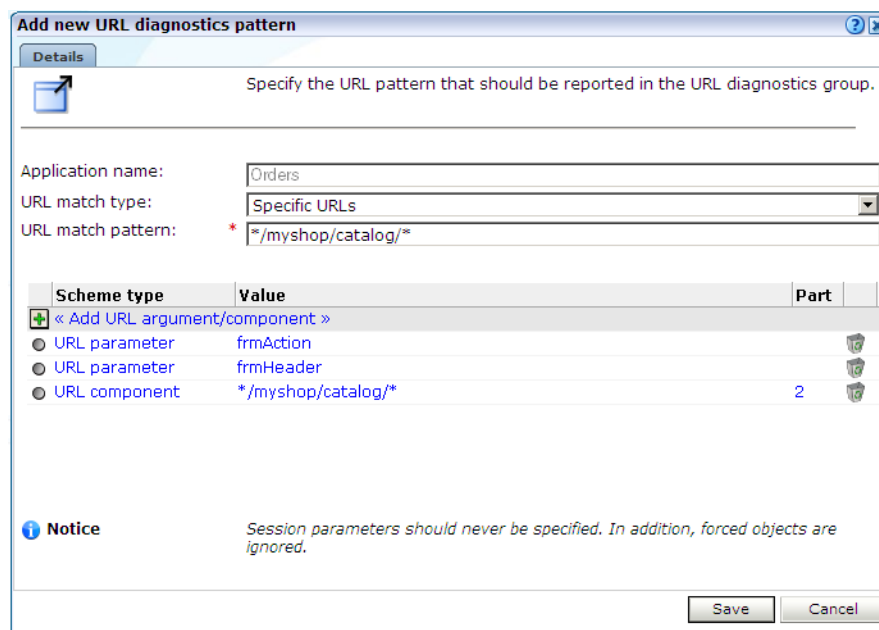 Add new URL diagnostics pattern
Details
Specify the URL pattern that should be reported in the URL diagnostics group.
Application name: Orders
URL match type: Specific URLs
URL match pattern: * */myshop/catalog/*
Scheme type Value Part
« Add URL argument/component »
URL parameter frmAction
URL parameter frmHeader
URL component */myshop/catalog/* 2
Notice Session parameters should never be specified. In addition, forced objects are
ignored.
Save Cancel